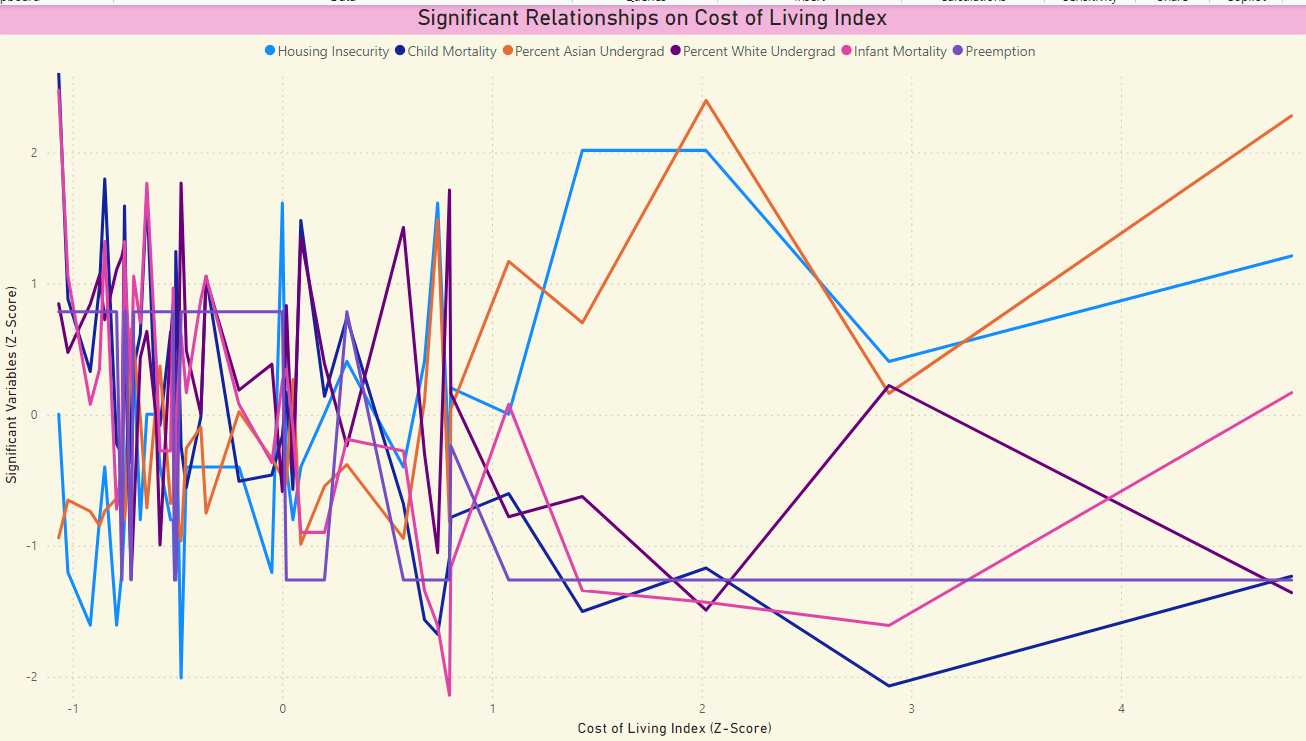 Significant Relationships on Cost of Living Index
Housing Insecurity Child Mortality Percent Asian Undergrad Percent White Undergrad Infant Mortality Preemption
Significant Variables (Z-Score)
2
1
0
-1
-2
-1 0 1 2 3 4
Cost of Living Index (Z-Score)